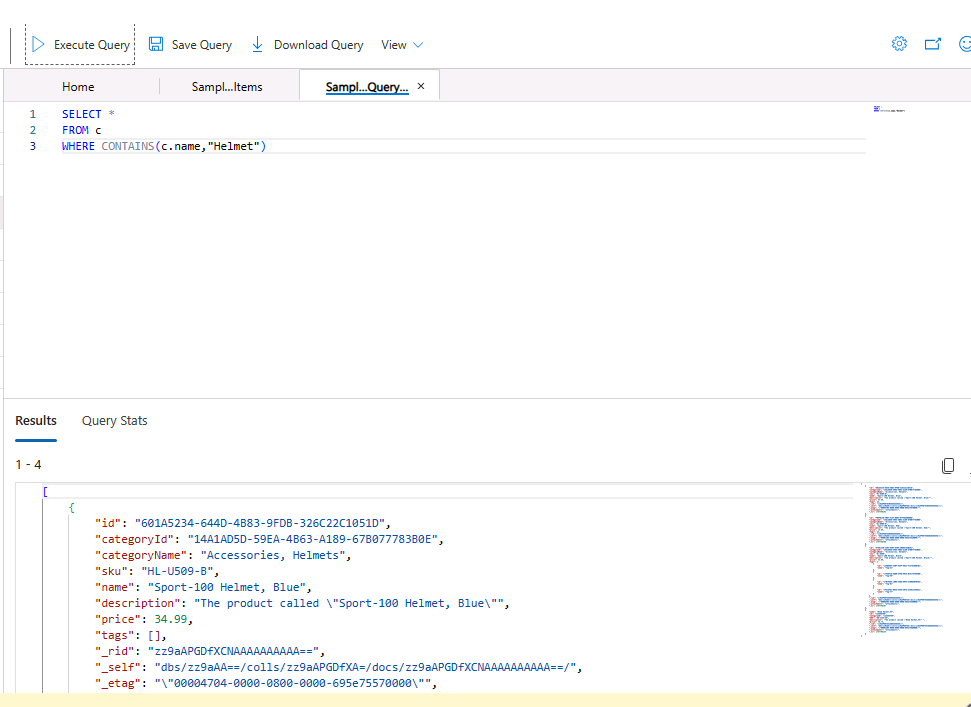 Execute Query Save Query Download Query View
Home Sampl...Items Sampl...Query... ×
1 SELECT *
2 FROM c
3 WHERE CONTAINS(c.name,"Helmet")
Results Query Stats
1 - 4
[
{
"id": "601A5234-644D-4B83-9FDB-326C22C1051D",
"categoryId": "14A1AD5D-59EA-4B63-A189-67B077783B0E",
"categoryName": "Accessories, Helmets",
"sku": "HL-U509-B",
"name": "Sport-100 Helmet, Blue",
"description": "The product called \"Sport-100 Helmet, Blue\"",
"price": 34.99,
"tags": [],
"_rid": "zz9aAPGDfXCNAAAAAAAAAA==",
"_self": "dbs/zz9aAA==/colls/zz9aAPGDfXA=/docs/zz9aAPGDfXCNAAAAAAAAAA==/",
"_etag": "\"00004704-0000-0800-0000-695e75570000\"",